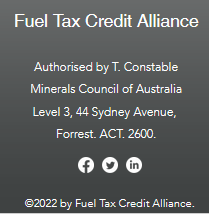 Fuel Tax Credit Alliance
Authorised by T. Constable
Minerals Council of Australia
Level 3, 44 Sydney Avenue,
Forrest. ACT. 2600.
©2022 by Fuel Tax Credit Alliance.